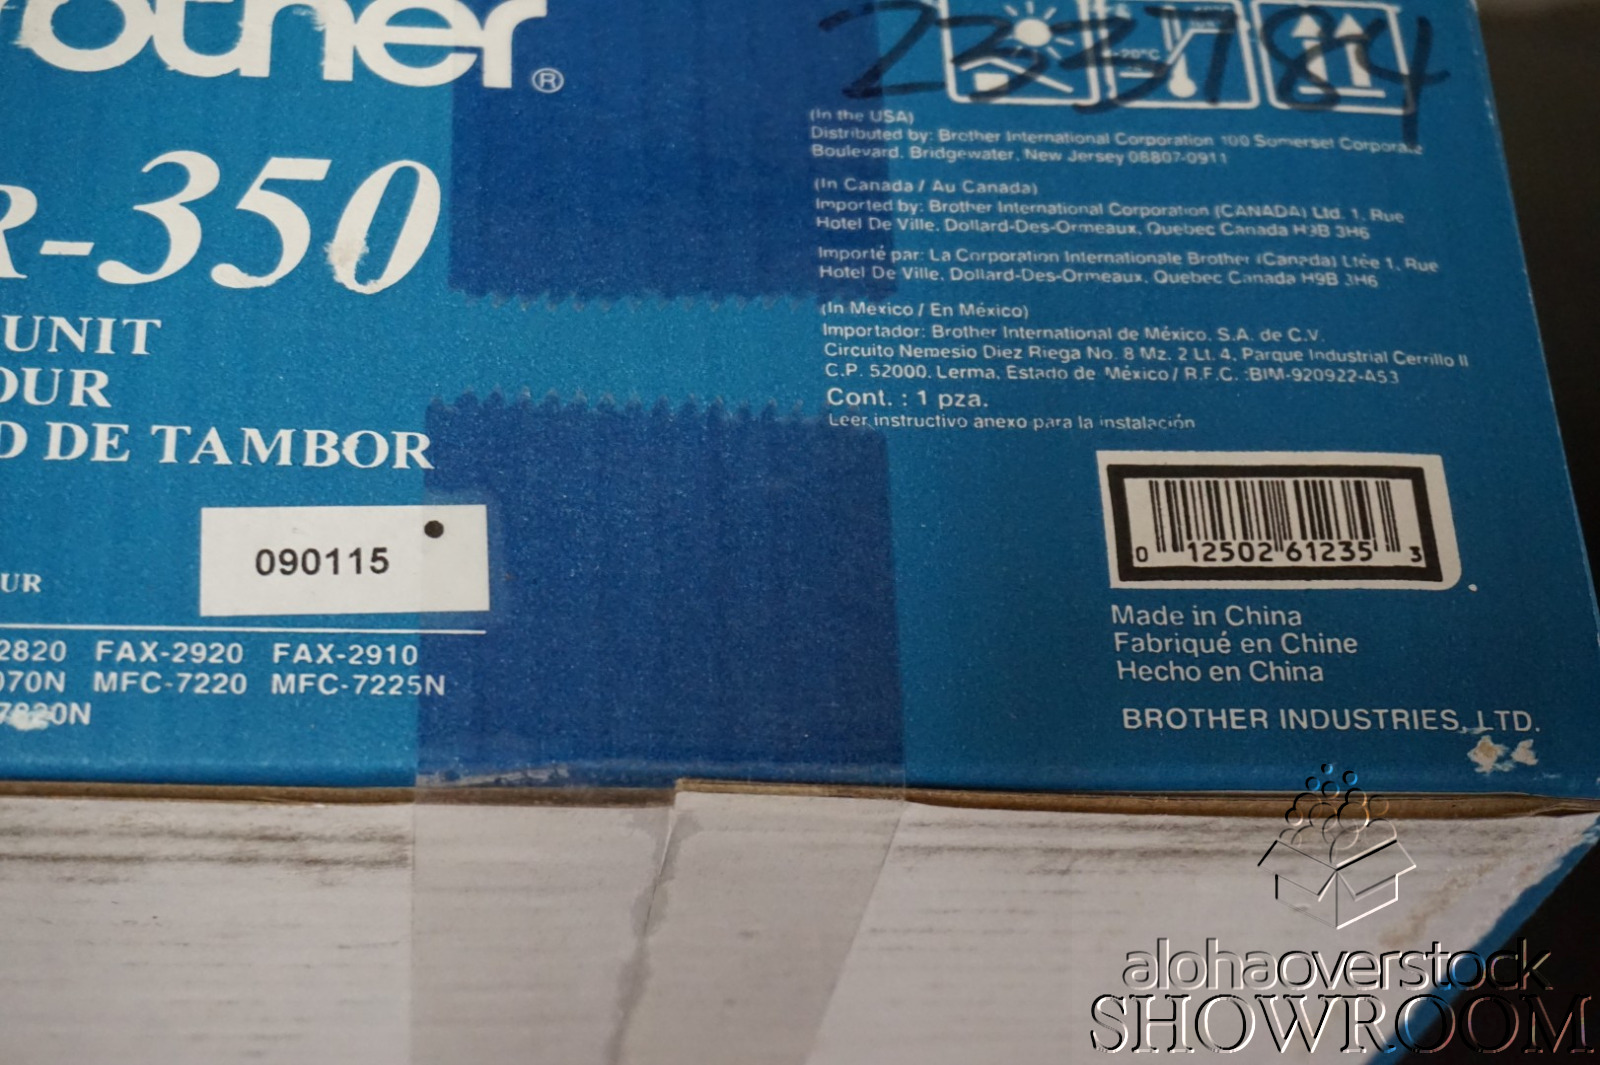 rother®
R-350
UNIT
OUR
D DE TAMBOR
090115
UR
2820 FAX-2920 FAX-2910
070N MFC-7220 MFC-7225N
7820N
233784
-20°C
(In the USA)
Distributed by: Brother International Corporation 100 Somerset Corporate
Boulevard, Bridgewater, New Jersey 08807-0911
(In Canada / Au Canada)
Imported by: Brother International Corporation (CANADA) Ltd. 1, Rue
Hotel De Ville, Dollard-Des-Ormeaux, Quebec Canada H9B 3H6
Importé par: La Corporation Internationale Brother (Canada) Ltée 1, Rue
Hotel De Ville, Dollard-Des-Ormeaux, Quebec Canada H9B 3H6
(In Mexico / En México)
Importador: Brother International de México, S.A. de C.V.
Circuito Nemesio Diez Riega No. 8 Mz. 2 Lt. 4, Parque Industrial Cerrillo II
C.P. 52000, Lerma, Estado de México / R.F.C. :BIM-920922-A53
Cont. : 1 pza.
Leer instructivo anexo para la instalación
0 12502 61235 3
Made in China
Fabriqué en Chine
Hecho en China
BROTHER INDUSTRIES, LTD.
alohaoverstock
SHOWROOM